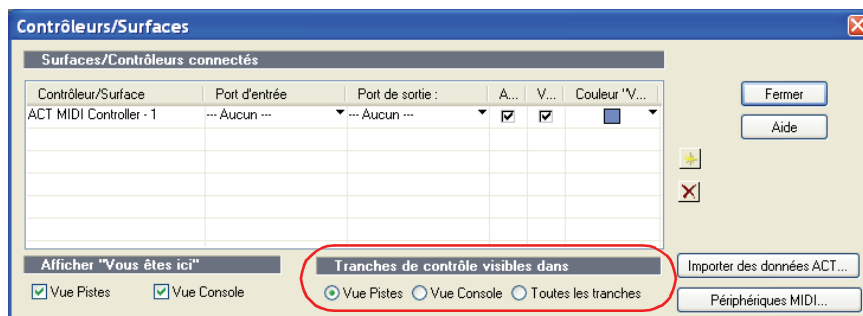 Contrôleurs/Surfaces
Surfaces/Contrôleurs connectés
Contrôleur/Surface Port d'entrée Port de sortie : A... V... Couleur "V...
ACT MIDI Controller - 1 --- Aucun --- --- Aucun ---
Fermer
Aide
Afficher "Vous êtes ici"
Vue Pistes Vue Console
Tranches de contrôle visibles dans
Vue Pistes Vue Console Toutes les tranches
Importer des données ACT...
Périphériques MIDI...